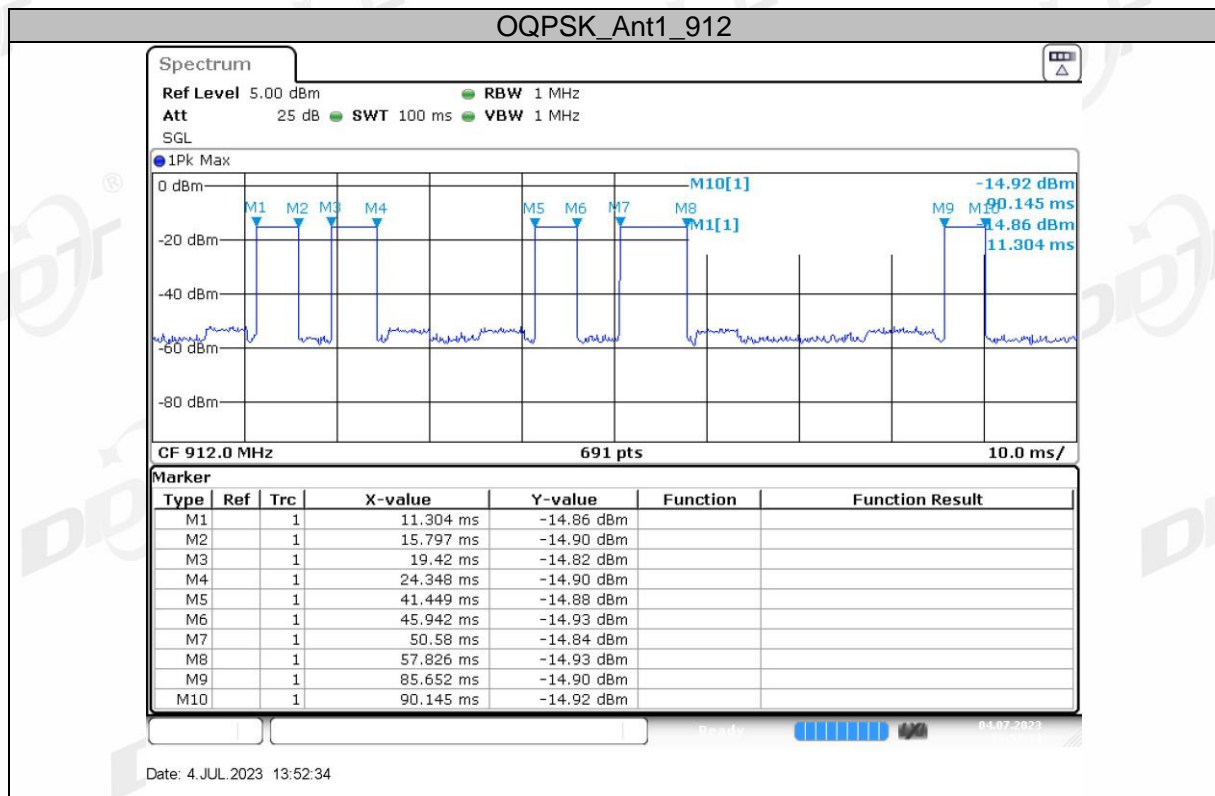 OQPSK_Ant1_912
Spectrum
Ref Level 5.00 dBm RBW 1 MHz
Att 25 dB SWT 100 ms VBW 1 MHz
SGL
1Pk Max
0 dBm M10[1] -14.92 dBm
M1 M2 M3 M4 M5 M6 M7 M8 M9 M10 90.145 ms
M1[1] -14.86 dBm
-20 dBm 11.304 ms
-40 dBm
-60 dBm
-80 dBm
CF 912.0 MHz 691 pts 10.0 ms/
Marker
Type Ref Trc X-value Y-value Function Function Result
M1 1 11.304 ms -14.86 dBm
M2 1 15.797 ms -14.90 dBm
M3 1 19.42 ms -14.82 dBm
M4 1 24.348 ms -14.90 dBm
M5 1 41.449 ms -14.88 dBm
M6 1 45.942 ms -14.93 dBm
M7 1 50.58 ms -14.84 dBm
M8 1 57.826 ms -14.93 dBm
M9 1 85.652 ms -14.90 dBm
M10 1 90.145 ms -14.92 dBm
Ready 04.07.2023
Date: 4.JUL.2023 13:52:34
DDT ®
DDT